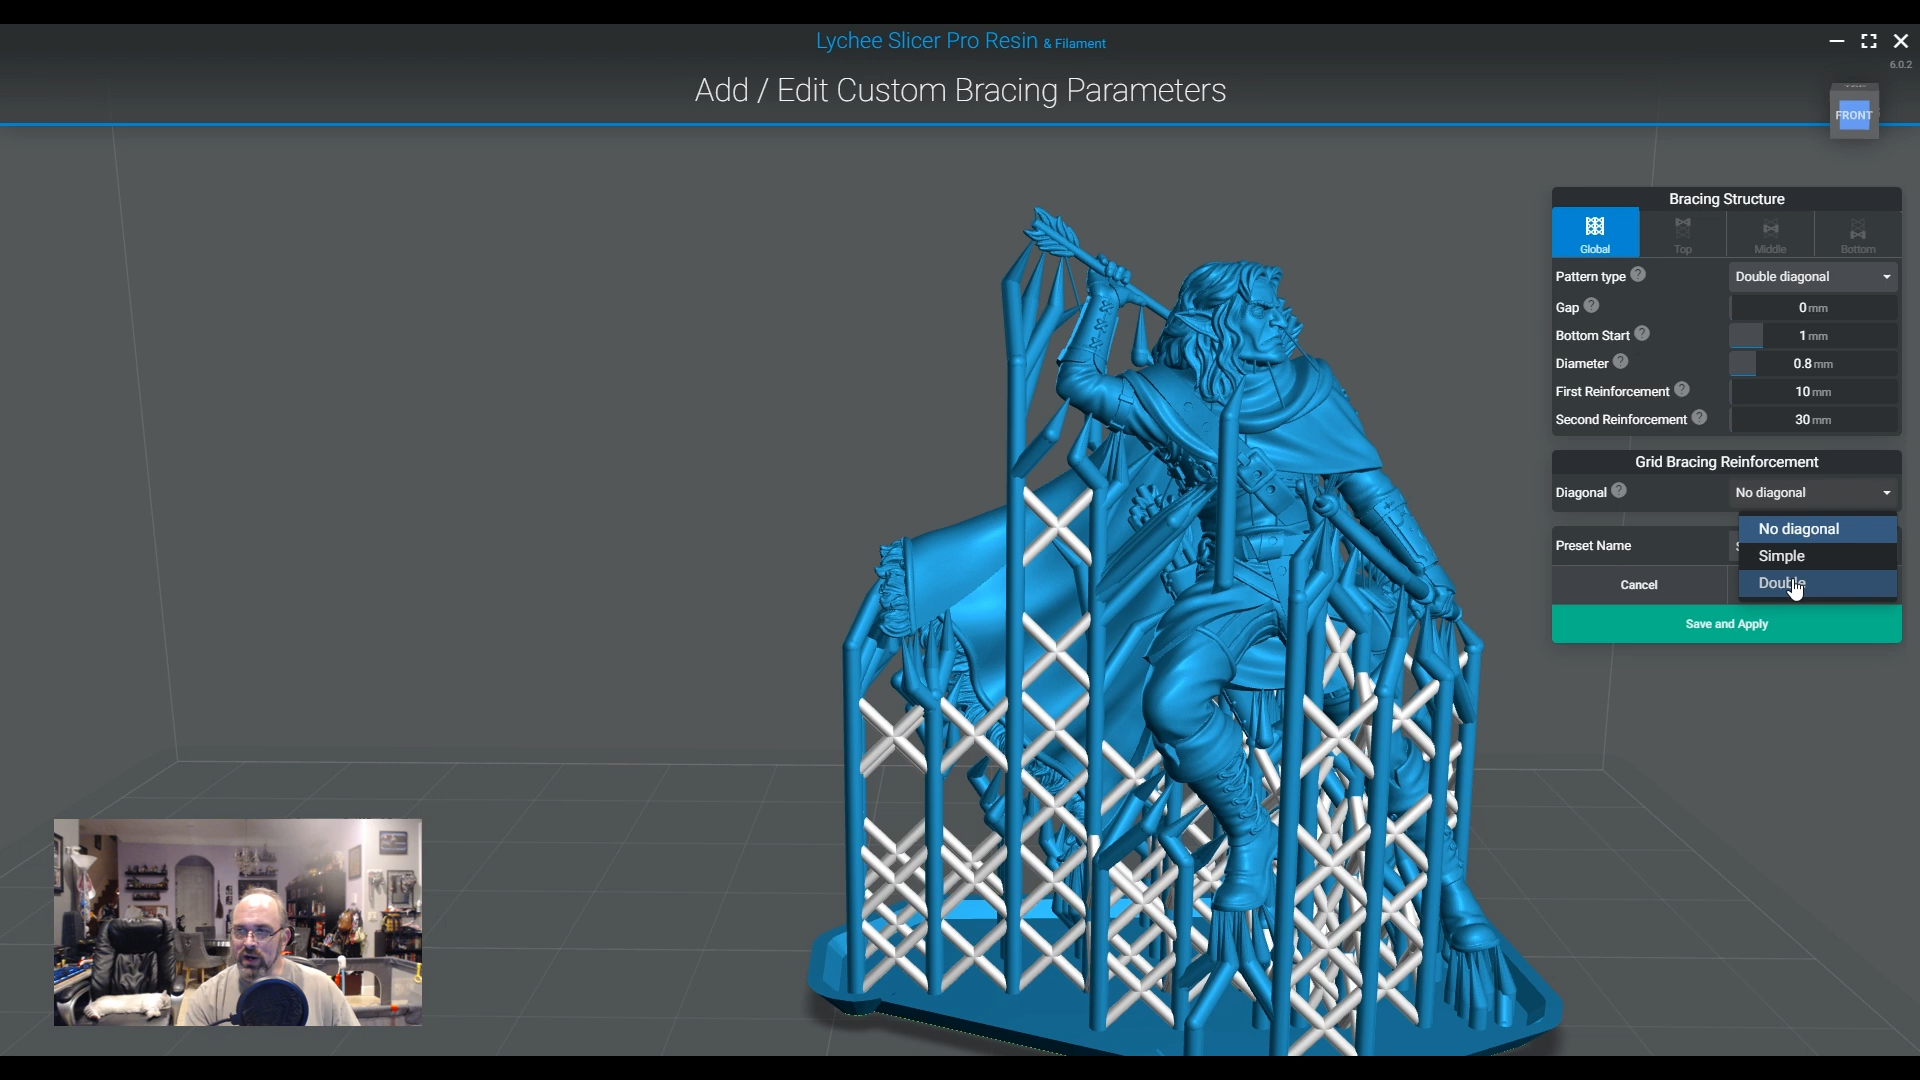 Lychee Slicer Pro Resin & Filament
6.0.2
Add / Edit Custom Bracing Parameters
FRONT
Bracing Structure
Global Top Middle Bottom
Pattern type ? Double diagonal
Gap ? 0 mm
Bottom Start ? 1 mm
Diameter ? 0.8 mm
First Reinforcement ? 10 mm
Second Reinforcement ? 30 mm
Grid Bracing Reinforcement
Diagonal ? No diagonal
No diagonal
Simple
Double
Preset Name
Cancel
Save and Apply